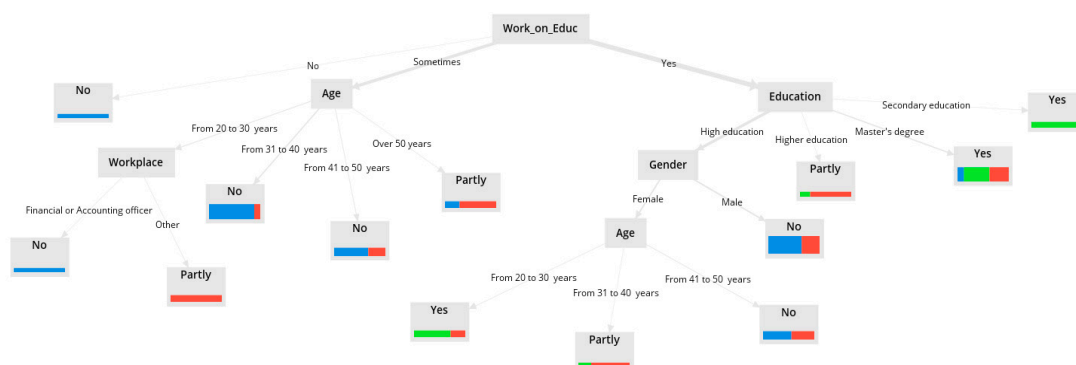 Work_on_Educ
No
Sometimes
Yes
No
Age
Education
Secondary education
Yes
From 20 to 30 years
From 31 to 40 years
From 41 to 50 years
Over 50 years
High education
Higher education
Master's degree
Workplace
No
No
Partly
Gender
Partly
Yes
Financial or Accounting officer
Other
No
Partly
Female
Male
Age
No
From 20 to 30 years
From 31 to 40 years
From 41 to 50 years
Yes
Partly
No